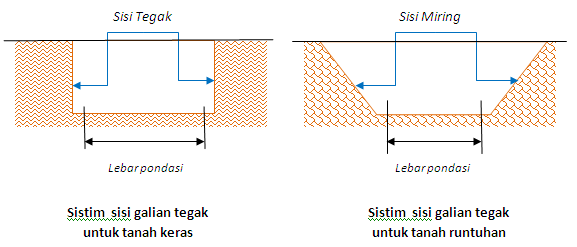 Sisi Tegak
Lebar pondasi
Sistim sisi galian tegak
untuk tanah keras
Sisi Miring
Lebar pondasi
Sistim sisi galian tegak
untuk tanah runtuhan